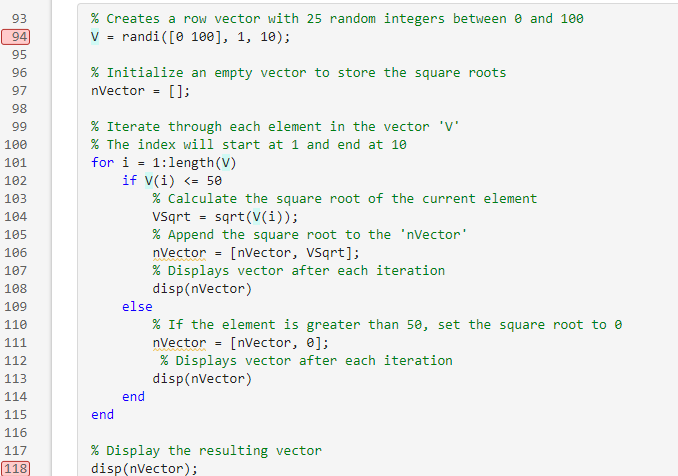 93 % Creates a row vector with 25 random integers between 0 and 100
94 V = randi([0 100], 1, 10);
95
96 % Initialize an empty vector to store the square roots
97 nVector = [];
98
99 % Iterate through each element in the vector 'V'
100 % The index will start at 1 and end at 10
101 for i = 1:length(V)
102     if V(i) <= 50
103         % Calculate the square root of the current element
104         VSqrt = sqrt(V(i));
105         % Append the square root to the 'nVector'
106         nVector = [nVector, VSqrt];
107         % Displays vector after each iteration
108         disp(nVector)
109     else
110         % If the element is greater than 50, set the square root to 0
111         nVector = [nVector, 0];
112          % Displays vector after each iteration
113         disp(nVector)
114     end
115 end
116
117 % Display the resulting vector
118 disp(nVector);